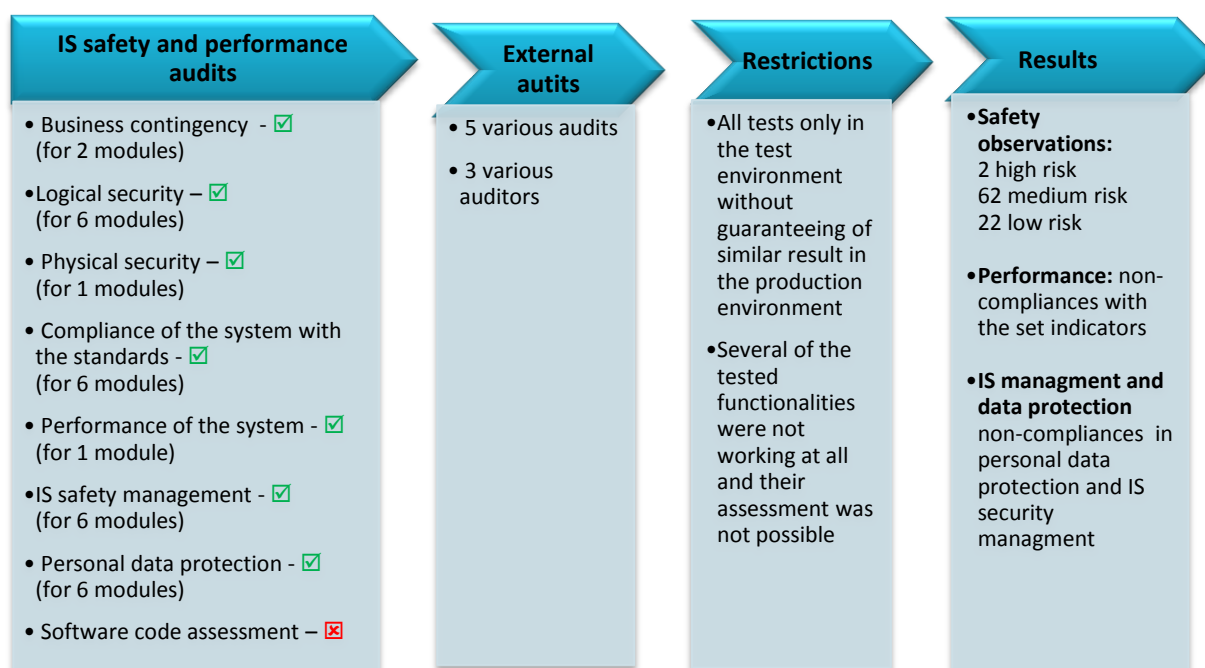 IS safety and performance
audits
• Business contingency - ☑
(for 2 modules)
•Logical security – ☑
(for 6 modules)
• Physical security – ☑
(for 1 modules)
• Compliance of the system with
the standards - ☑
(for 6 modules)
• Performance of the system - ☑
(for 1 module)
•IS safety management - ☑
(for 6 modules)
• Personal data protection - ☑
(for 6 modules)
• Software code assessment – ☒
External
autits
• 5 various audits
• 3 various
auditors
Restrictions
•All tests only in
the test
environment
without
guaranteeing of
similar result in
the production
environment
•Several of the
tested
functionalities
were not
working at all
and their
assessment was
not possible
Results
•Safety
observations:
2 high risk
62 medium risk
22 low risk
•Performance: non-
compliances with
the set indicators
•IS managment and
data protection
non-compliances in
personal data
protection and IS
security
managment